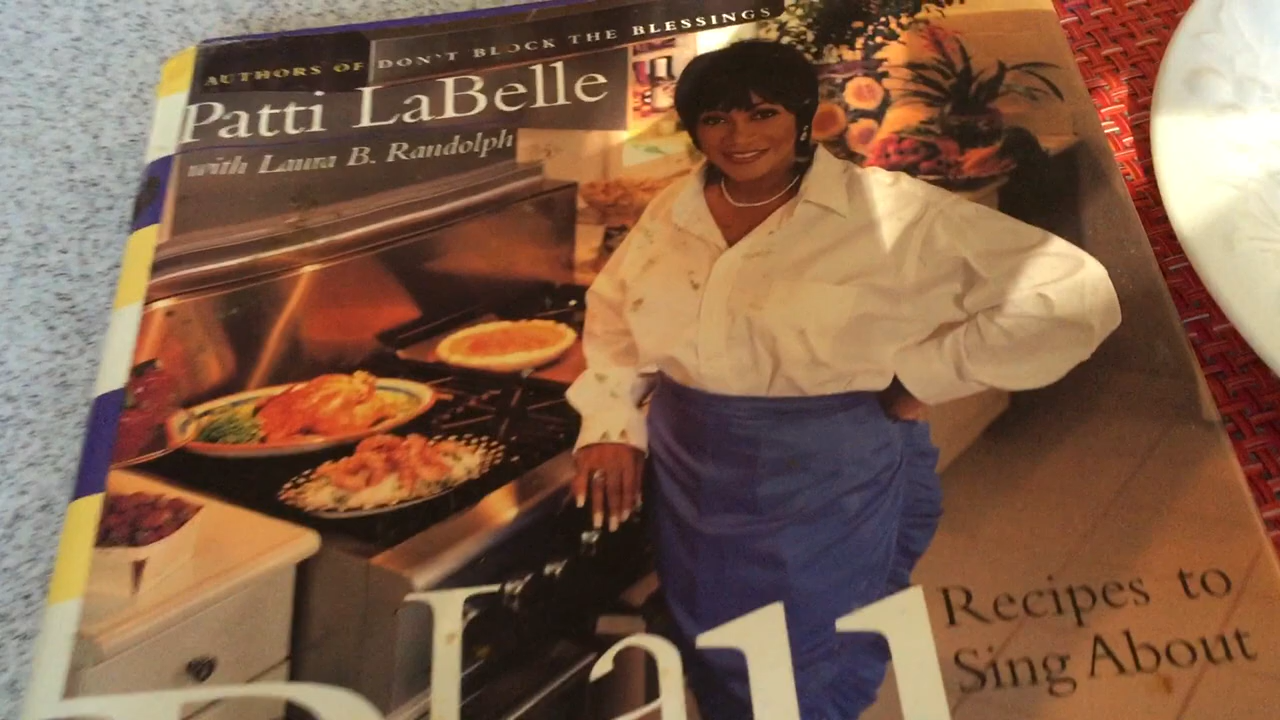 AUTHORS OF DON'T BLOCK THE BLESSINGS
Patti LaBelle
with Laura B. Randolph
Recipes to
Sing About